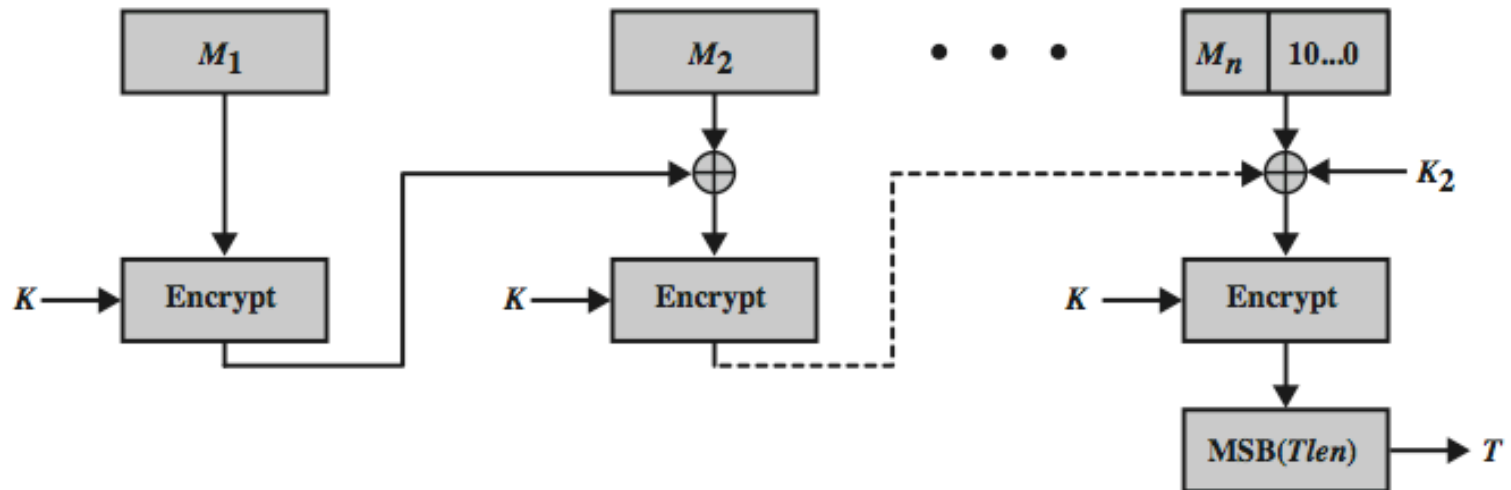 M1
M2
• • •
Mn 10...0
K2
K Encrypt
K Encrypt
K Encrypt
MSB(Tlen) T